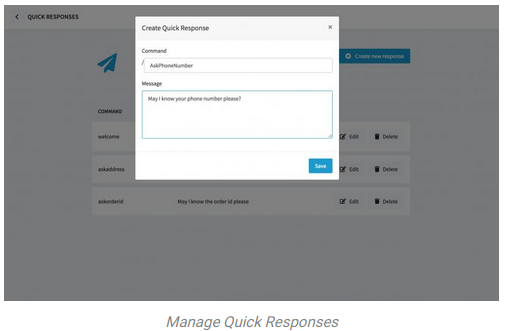 QUICK RESPONSES
Create Quick Response ×
Command
/ AskPhoneNumber
Create new response
Message
May I know your phone number please?
COMMAND
welcome Edit Delete
Save
askaddress Edit Delete
askorderid May I know the order id please Edit Delete
Manage Quick Responses